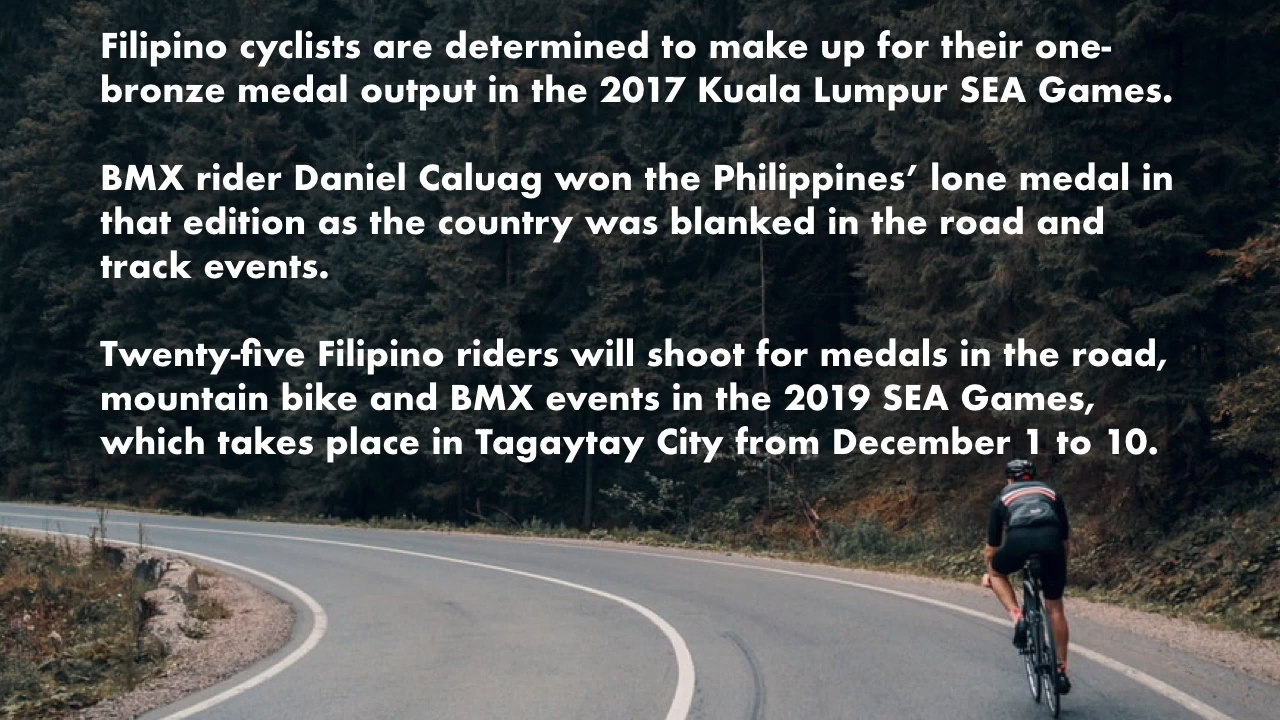 Filipino cyclists are determined to make up for their one-
bronze medal output in the 2017 Kuala Lumpur SEA Games.
BMX rider Daniel Caluag won the Philippines’ lone medal in
that edition as the country was blanked in the road and
track events.
Twenty-five Filipino riders will shoot for medals in the road,
mountain bike and BMX events in the 2019 SEA Games,
which takes place in Tagaytay City from December 1 to 10.